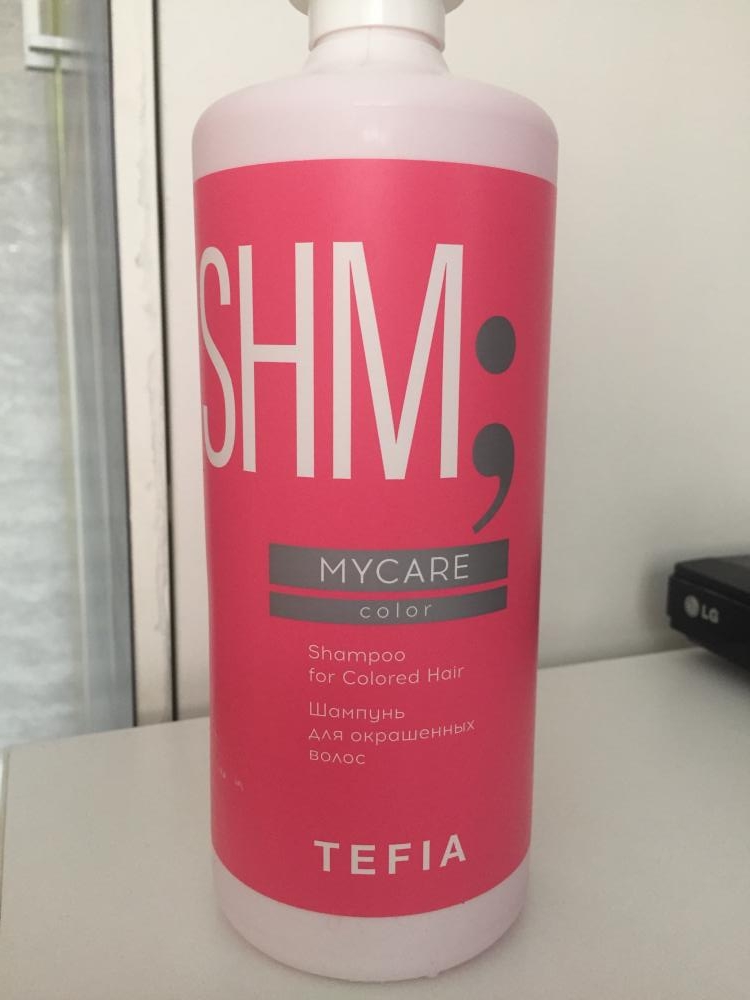 SHM;
MYCARE
color
Shampoo
for Colored Hair
Шампунь
для окрашенных
волос
TEFIA
LG